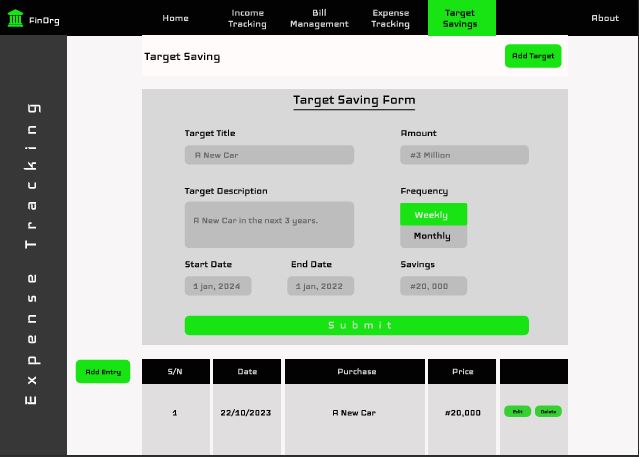 FinOrg
Home
Income
Tracking
Bill
Management
Expense
Tracking
Target
Savings
About
Expense Tracking
Target Saving
Add Target
Target Saving Form
Target Title
Amount
A New Car
#3 Million
Target Description
Frequency
A New Car in the next 3 years.
Weekly
Monthly
Start Date
End Date
Savings
1 jan, 2024
1 jan, 2022
#20, 000
Submit
Add Entry
S/N
Date
Purchase
Price
1
22/10/2023
A New Car
#20,000
Edit
Delete